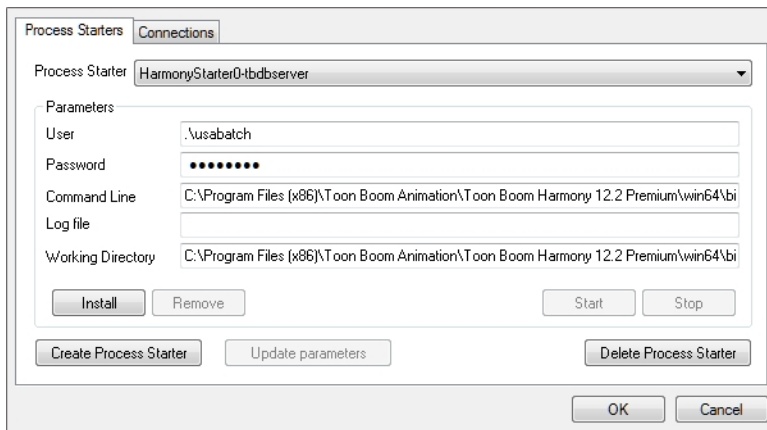 Process Starters Connections
Process Starter HarmonyStarter0-tbdbserver
Parameters
User .\usabatch
Password ●●●●●●●●
Command Line C:\Program Files (x86)\Toon Boom Animation\Toon Boom Harmony 12.2 Premium\win64\bi
Log file
Working Directory C:\Program Files (x86)\Toon Boom Animation\Toon Boom Harmony 12.2 Premium\win64\bi
Install Remove Start Stop
Create Process Starter Update parameters Delete Process Starter
OK Cancel